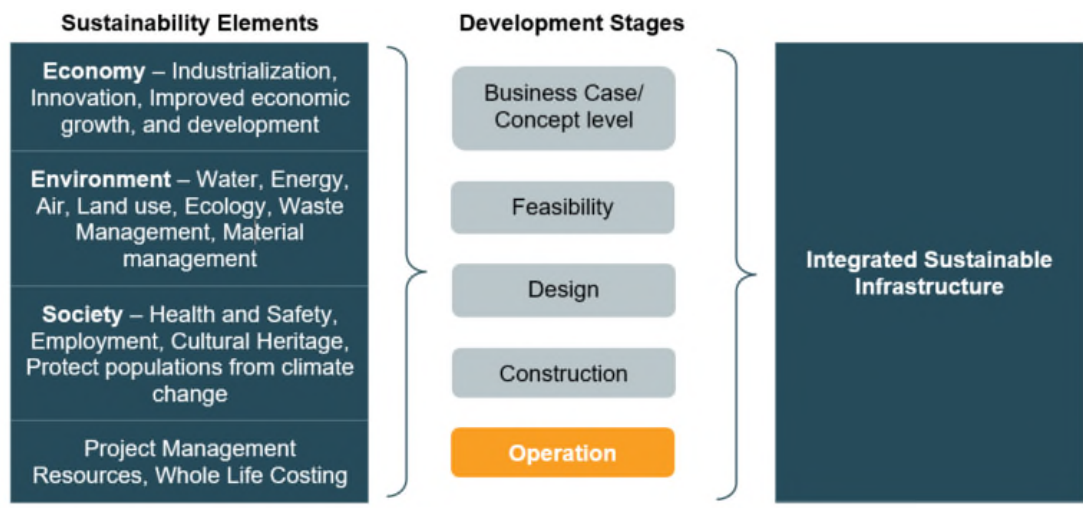 Sustainability Elements
Economy – Industrialization,
Innovation, Improved economic
growth, and development
Environment – Water, Energy,
Air, Land use, Ecology, Waste
Management, Material
management
Society – Health and Safety,
Employment, Cultural Heritage,
Protect populations from climate
change
Project Management
Resources, Whole Life Costing
Development Stages
Business Case/
Concept level
Feasibility
Design
Construction
Operation
Integrated Sustainable
Infrastructure